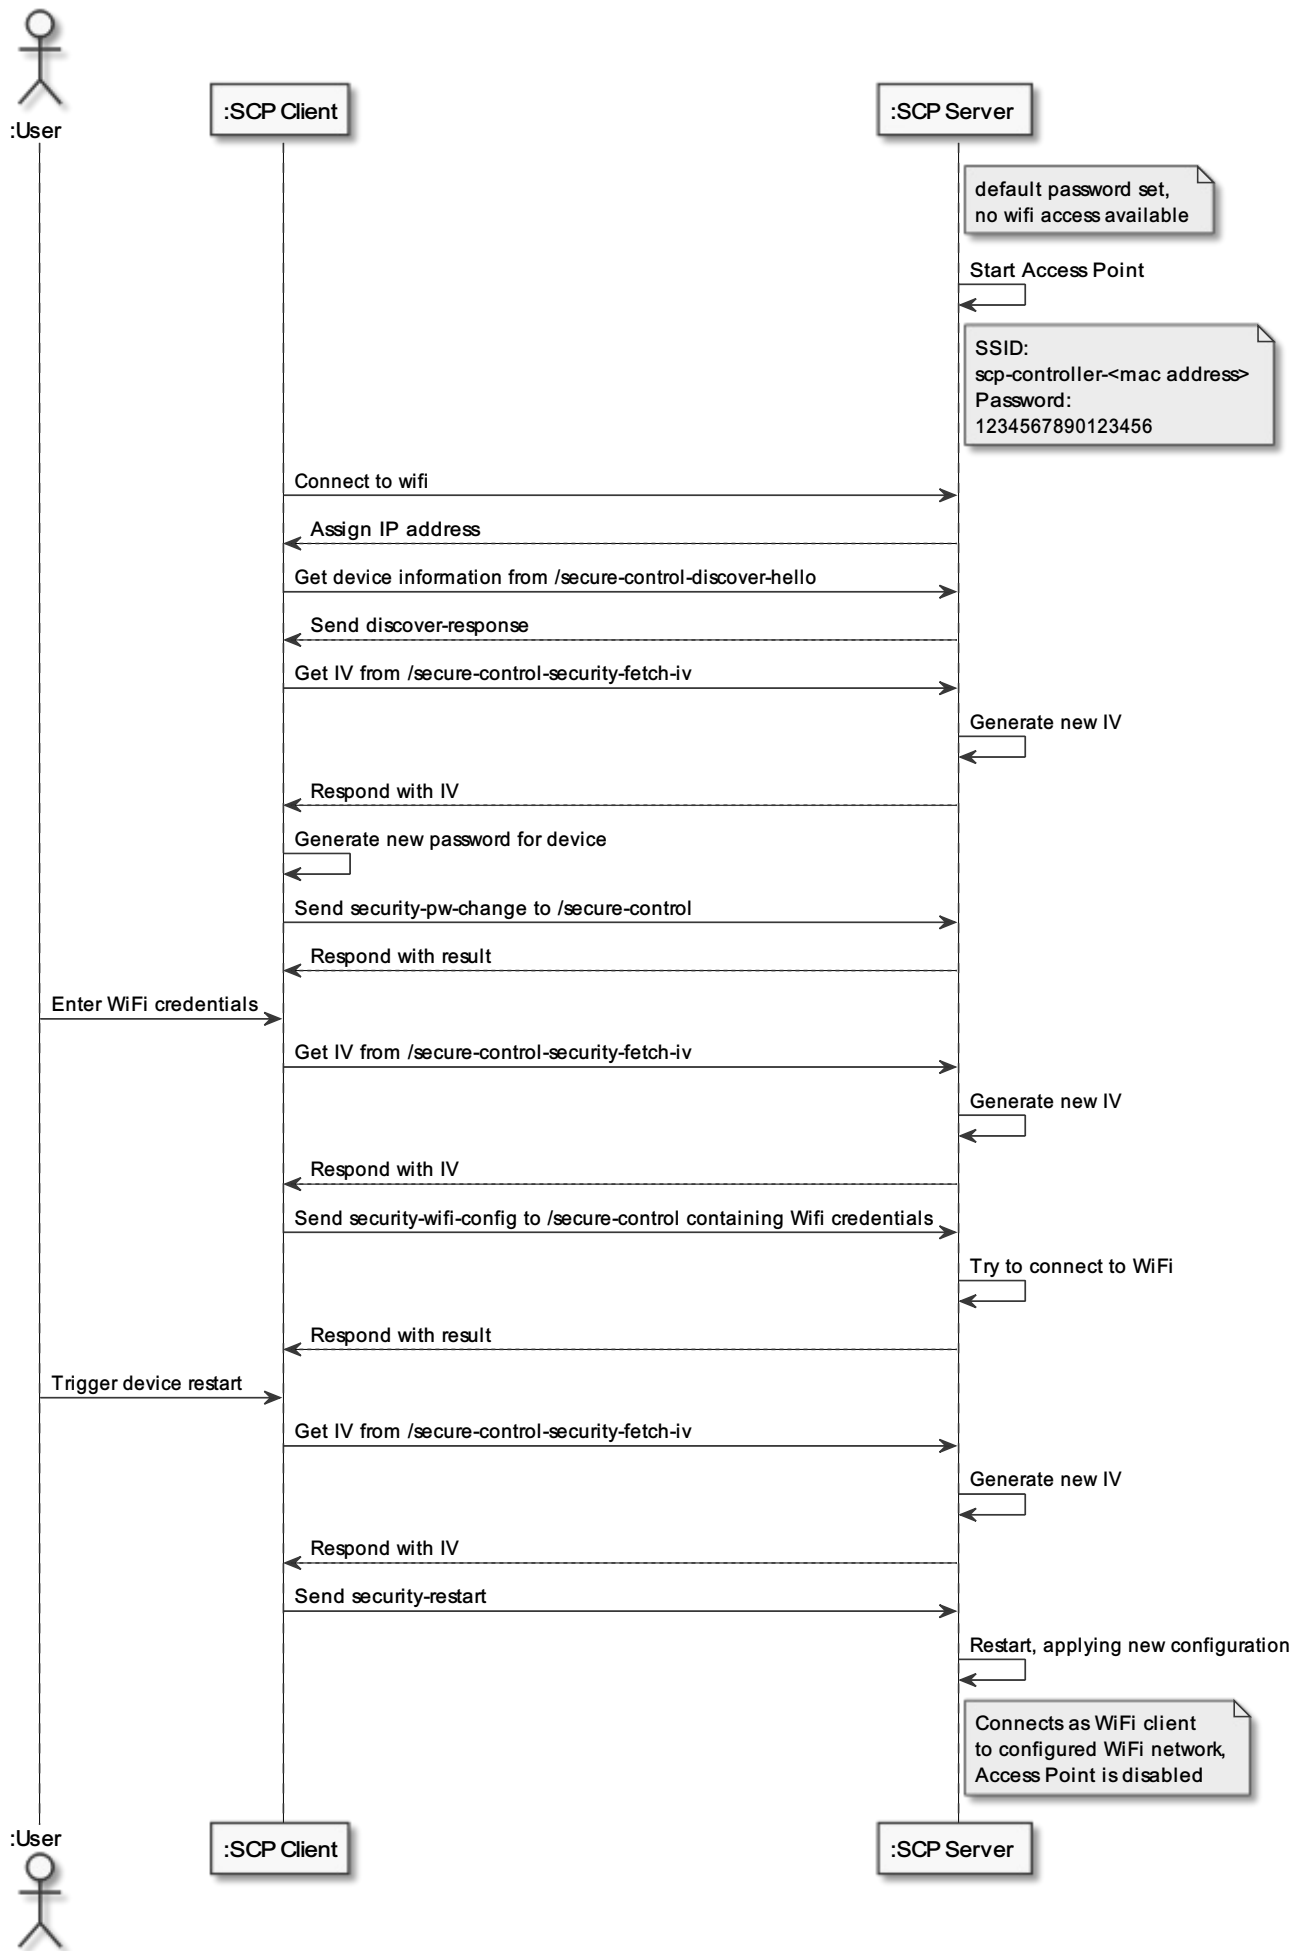 :User
:SCP Client
:SCP Server
default password set,
no wifi access available
Start Access Point
SSID:
scp-controller-<mac address>
Password:
1234567890123456
Connect to wifi
Assign IP address
Get device information from /secure-control-discover-hello
Send discover-response
Get IV from /secure-control-security-fetch-iv
Generate new IV
Respond with IV
Generate new password for device
Send security-pw-change to /secure-control
Respond with result
Enter WiFi credentials
Get IV from /secure-control-security-fetch-iv
Generate new IV
Respond with IV
Send security-wifi-config to /secure-control containing Wifi credentials
Try to connect to WiFi
Respond with result
Trigger device restart
Get IV from /secure-control-security-fetch-iv
Generate new IV
Respond with IV
Send security-restart
Restart, applying new configuration
Connects as WiFi client
to configured WiFi network,
Access Point is disabled
:User
:SCP Client
:SCP Server